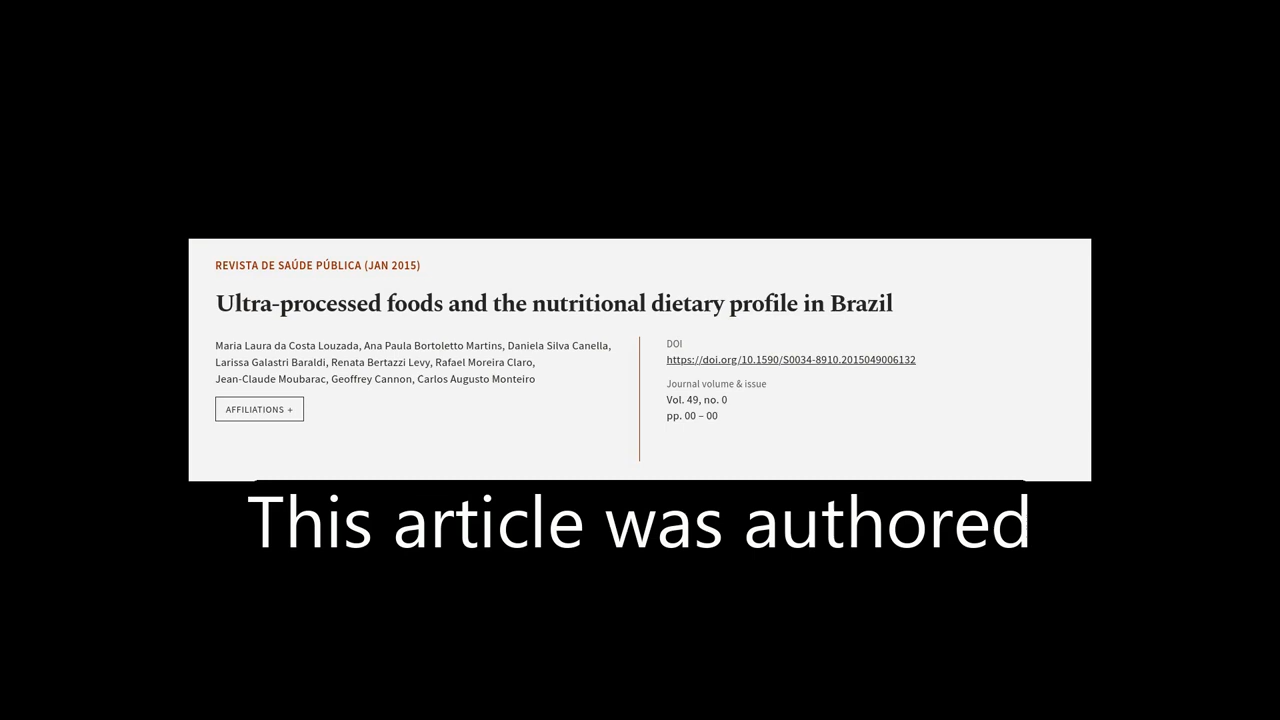 REVISTA DE SAÚDE PÚBLICA (JAN 2015)
Ultra-processed foods and the nutritional dietary profile in Brazil
Maria Laura da Costa Louzada, Ana Paula Bortoletto Martins, Daniela Silva Canella,
Larissa Galastri Baraldi, Renata Bertazzi Levy, Rafael Moreira Claro,
Jean-Claude Moubarac, Geoffrey Cannon, Carlos Augusto Monteiro
AFFILIATIONS +
DOI
https://doi.org/10.1590/S0034-8910.2015049006132
Journal volume & issue
Vol. 49, no. 0
pp. 00 – 00
This article was authored